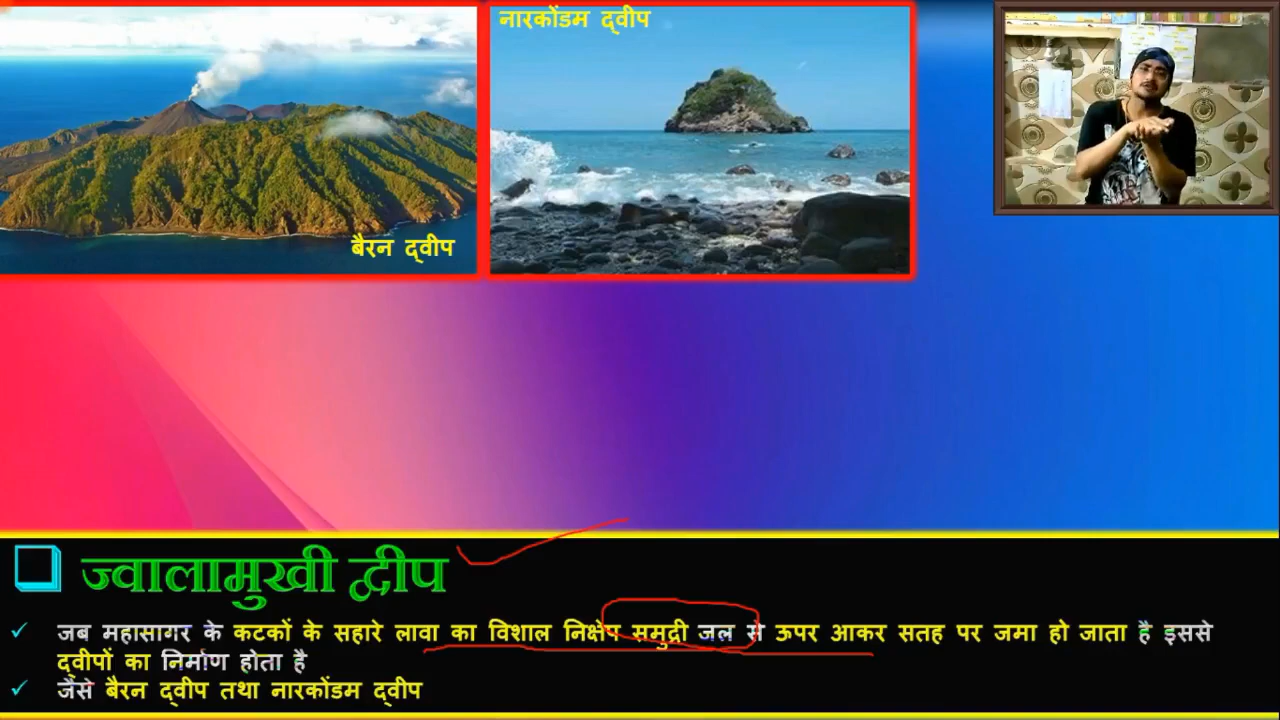 नारकोंडम द्वीप
बैरन द्वीप
ज्वालामुखी द्वीप
जब महासागर के कटकों के सहारे लावा का विशाल निक्षेप समुद्री जल से ऊपर आकर सतह पर जमा हो जाता है इससे
द्वीपों का निर्माण होता है
जैसे बैरन द्वीप तथा नारकोंडम द्वीप